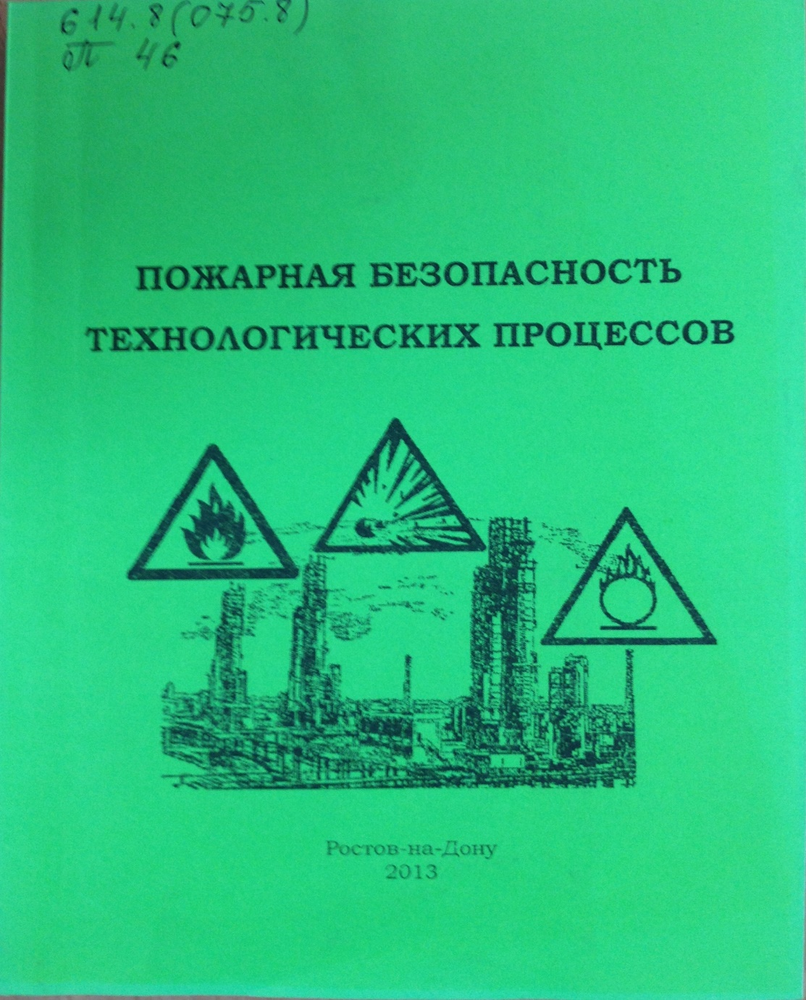 614.8(075.8)
П 46
ПОЖАРНАЯ БЕЗОПАСНОСТЬ
ТЕХНОЛОГИЧЕСКИХ ПРОЦЕССОВ
Ростов-на-Дону
2013